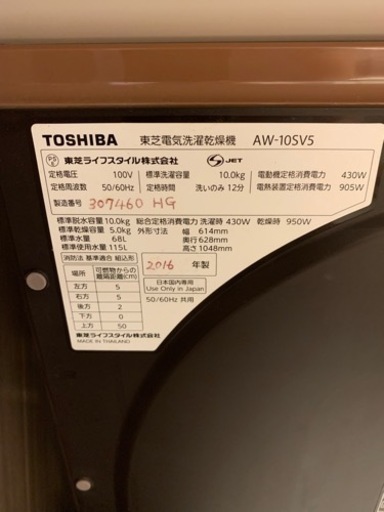 TOSHIBA 東芝電気洗濯乾燥機 AW-10SV5
PS E 東芝ライフスタイル株式会社 S-JET
定格電圧 100V 標準洗濯容量 10.0kg 電動機定格消費電力 430W
定格周波数 50/60Hz 定格時間 洗いのみ 12分 電熱装置定格消費電力 905W
製造番号 307460 HG
標準脱水容量 10.0kg 総合定格消費電力 洗濯時 430W 乾燥時 950W
標準乾燥容量 5.0kg 外形寸法 幅 614mm
標準水量 68L 奥行 628mm
標準使用水量 115L 高さ 1048mm
消防法 基準適合 組込形
場所 可燃物からの離隔距離(cm)
左方 5
右方 5
後方 2
下方 0
上方 50
2016 年製
日本国内専用
Use Only in Japan
50/60Hz 共用
東芝ライフスタイル株式会社
MADE IN THAILAND